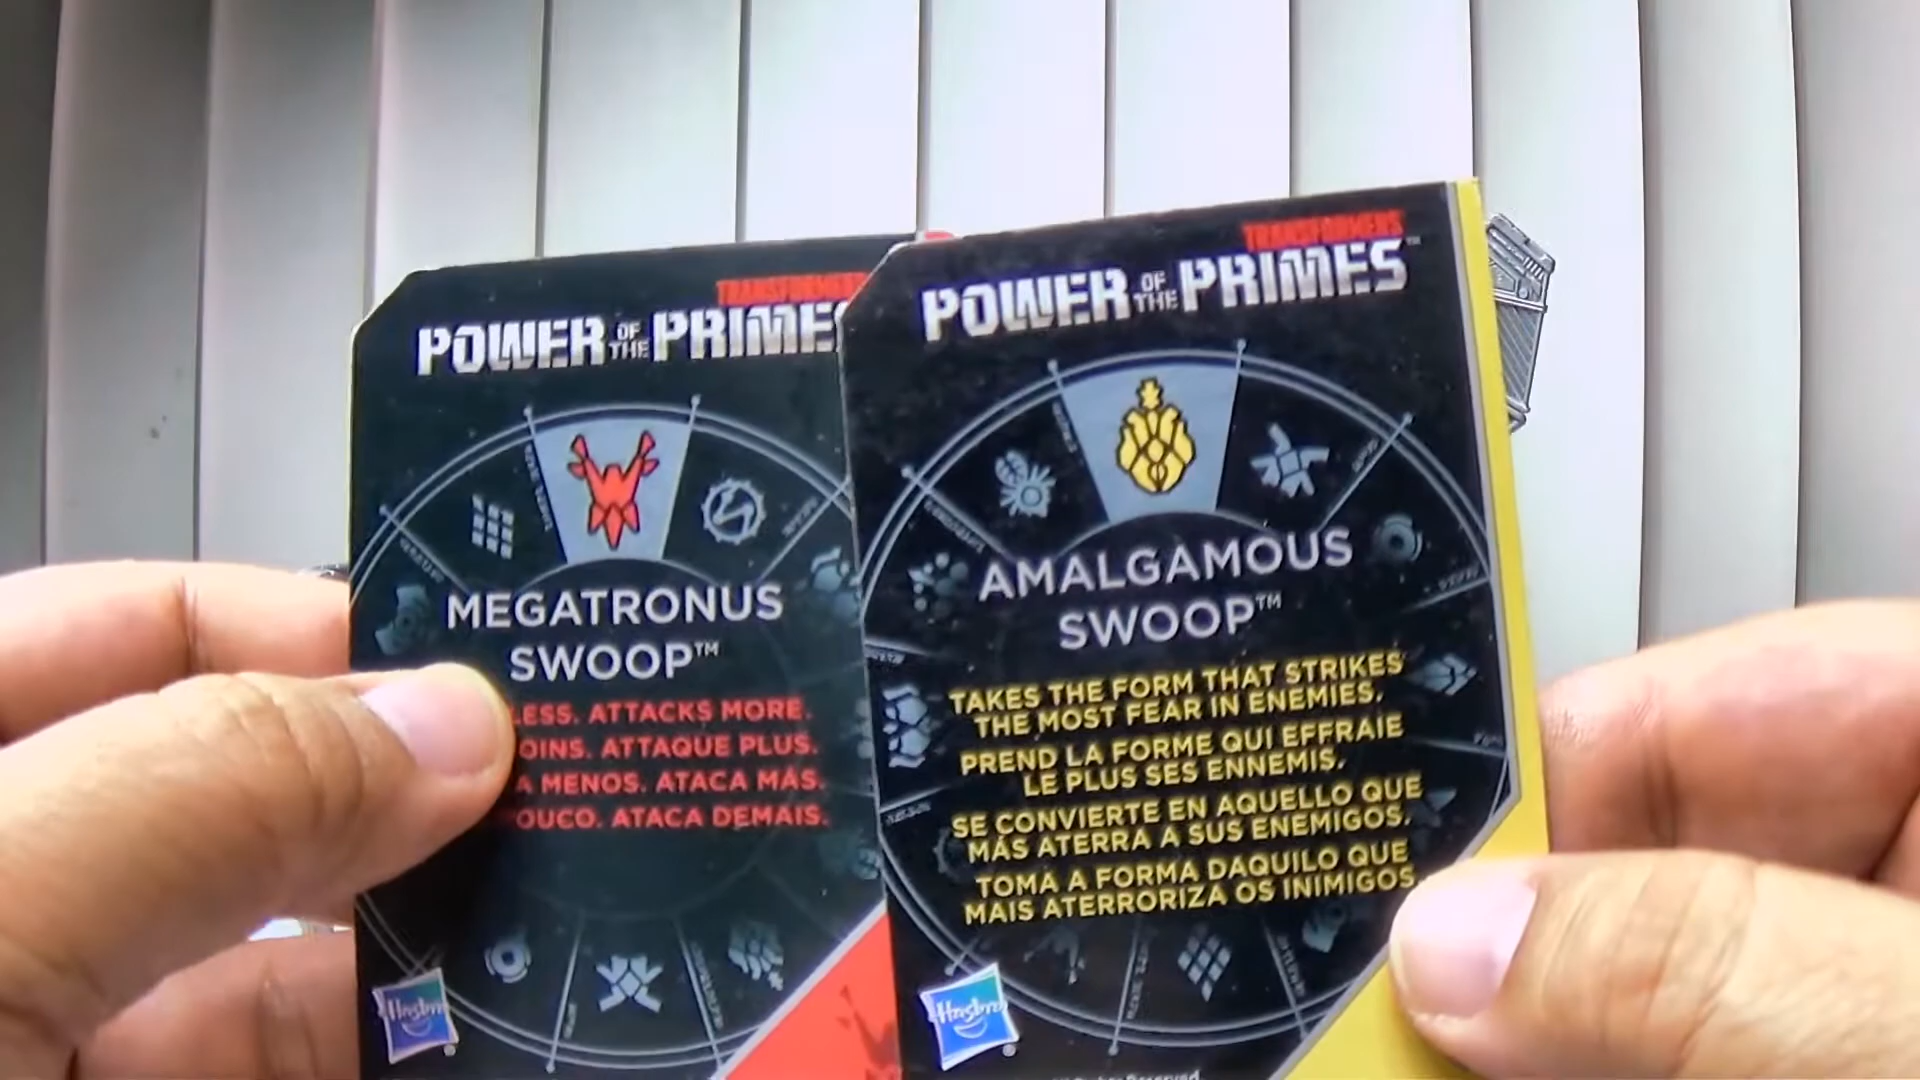 TRANSFORMERS
POWER OF THE PRIMES
MEGATRONUS
SWOOP™
LESS. ATTACKS MORE.
ATTAQUE PLUS.
MENOS. ATACA MÁS.
ATACA DEMAIS.
Hasbro
TRANSFORMERS
POWER OF THE PRIMES™
AMALGAMOUS
SWOOP™
TAKES THE FORM THAT STRIKES
THE MOST FEAR IN ENEMIES.
PREND LA FORME QUI EFFRAIE
LE PLUS SES ENNEMIS.
SE CONVIERTE EN AQUELLO QUE
MÁS ATERRA A SUS ENEMIGOS.
TOMA A FORMA DAQUILO QUE
MAIS ATERRORIZA OS INIMIGOS.
Hasbro